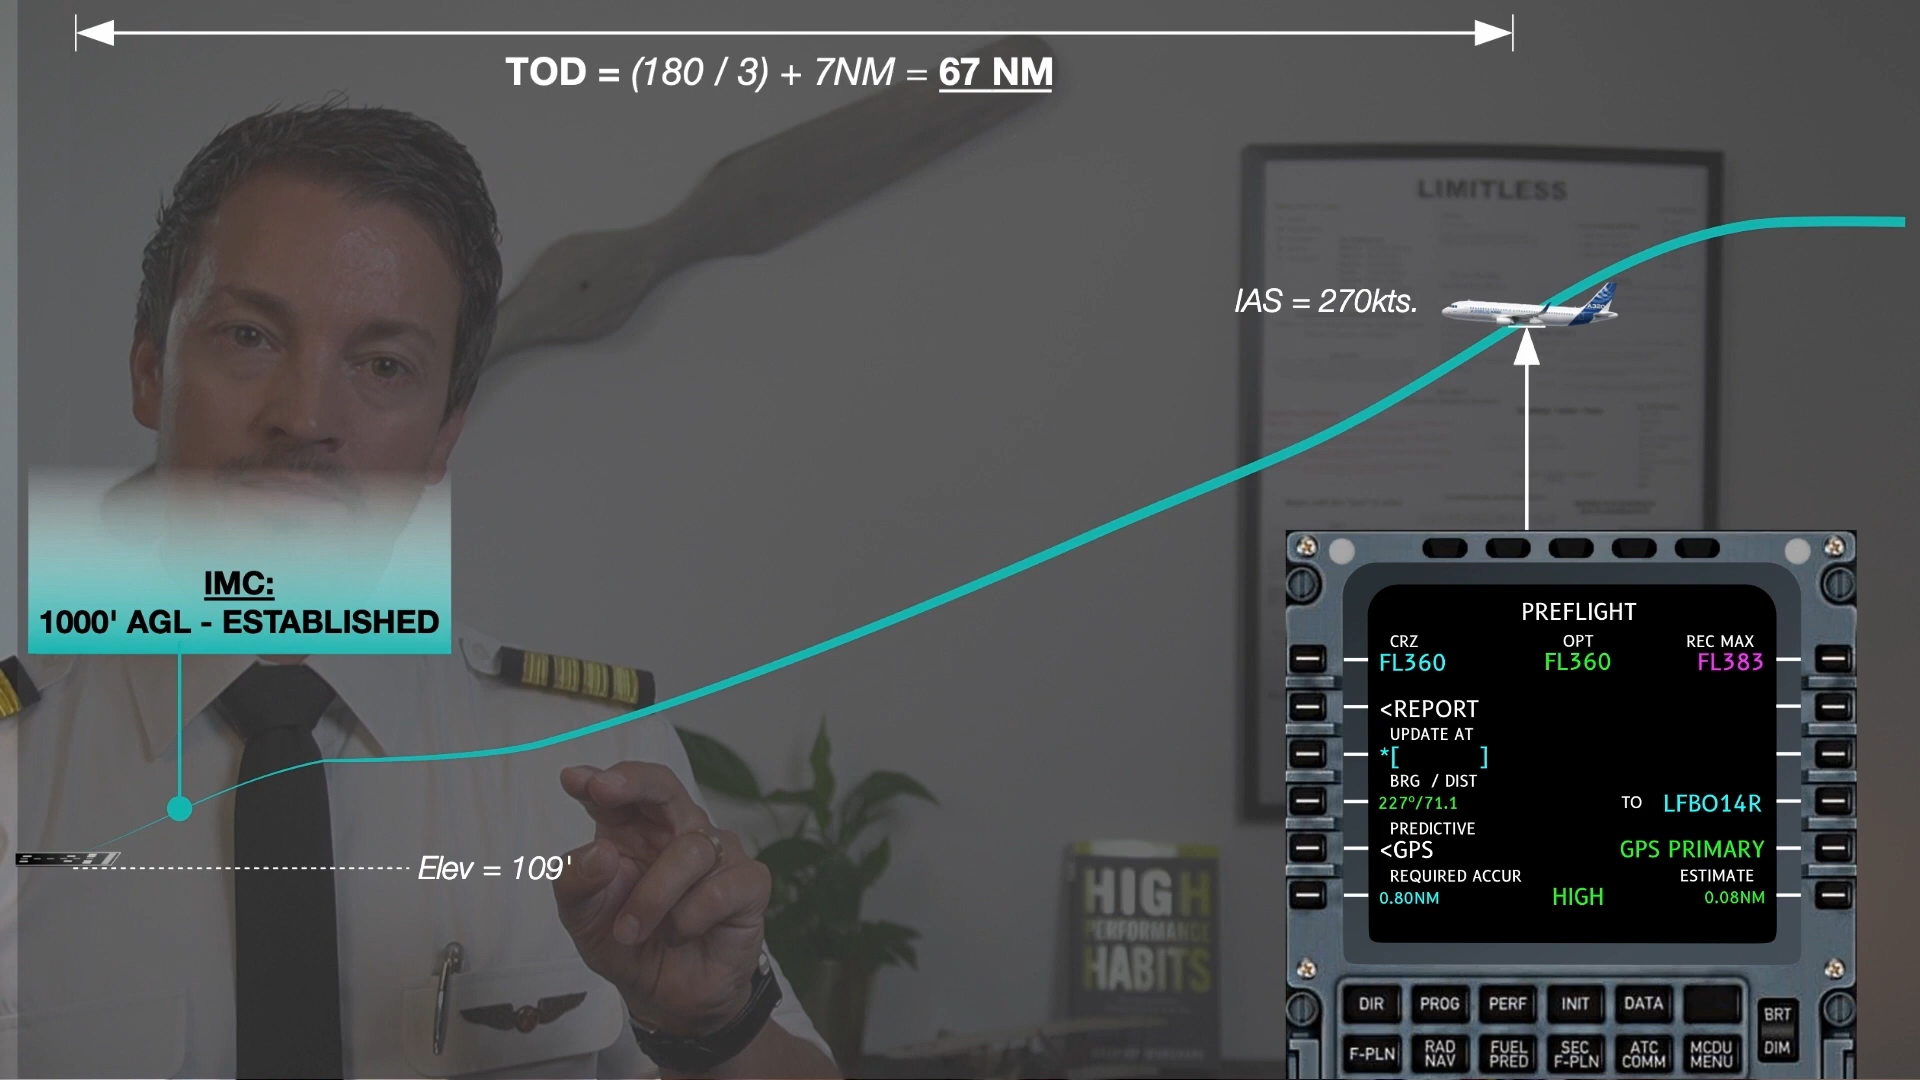 TOD = (180 / 3) + 7NM = 67 NM
LIMITLESS
IAS = 270kts.
IMC:
1000' AGL - ESTABLISHED
Elev = 109'
HIGH
PERFORMANCE
HABITS
PREFLIGHT
CRZ OPT REC MAX
FL360 FL360 FL383
<REPORT
UPDATE AT
*[ ]
BRG / DIST
227°/71.1 TO LFBO14R
PREDICTIVE
<GPS GPS PRIMARY
REQUIRED ACCUR ESTIMATE
0.80NM HIGH 0.08NM
DIR PROG PERF INIT DATA
BRT
F-PLN RAD NAV FUEL PRED SEC F-PLN ATC COMM MCDU MENU
DIM